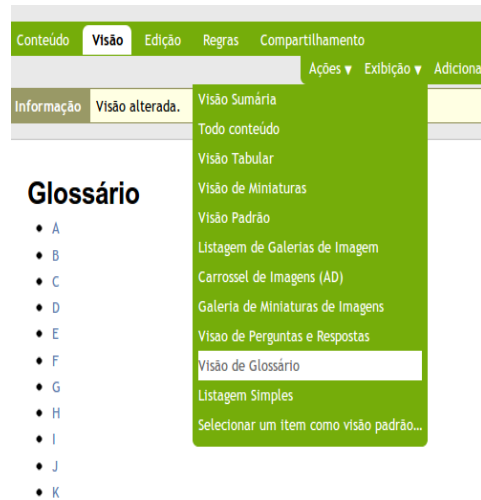 Conteúdo Visão Edição Regras Compartilhamento
Ações ▾ Exibição ▾ Adiciona
Informação Visão alterada.
Visão Sumária
Todo conteúdo
Visão Tabular
Visão de Miniaturas
Visão Padrão
Listagem de Galerias de Imagem
Carrossel de Imagens (AD)
Galeria de Miniaturas de Imagens
Visao de Perguntas e Respostas
Visão de Glossário
Listagem Simples
Selecionar um item como visão padrão...
Glossário
A
B
C
D
E
F
G
H
I
J
K